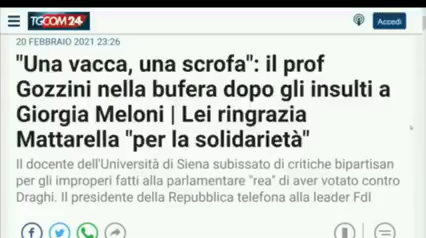 TGCOM24
Accedi
20 FEBBRAIO 2021 23:26
"Una vacca, una scrofa": il prof
Gozzini nella bufera dopo gli insulti a
Giorgia Meloni | Lei ringrazia
Mattarella "per la solidarietà"
Il docente dell'Università di Siena subissato di critiche bipartisan
per gli improperi fatti alla parlamentare "rea" di aver votato contro
Draghi. Il presidente della Repubblica telefona alla leader FdI